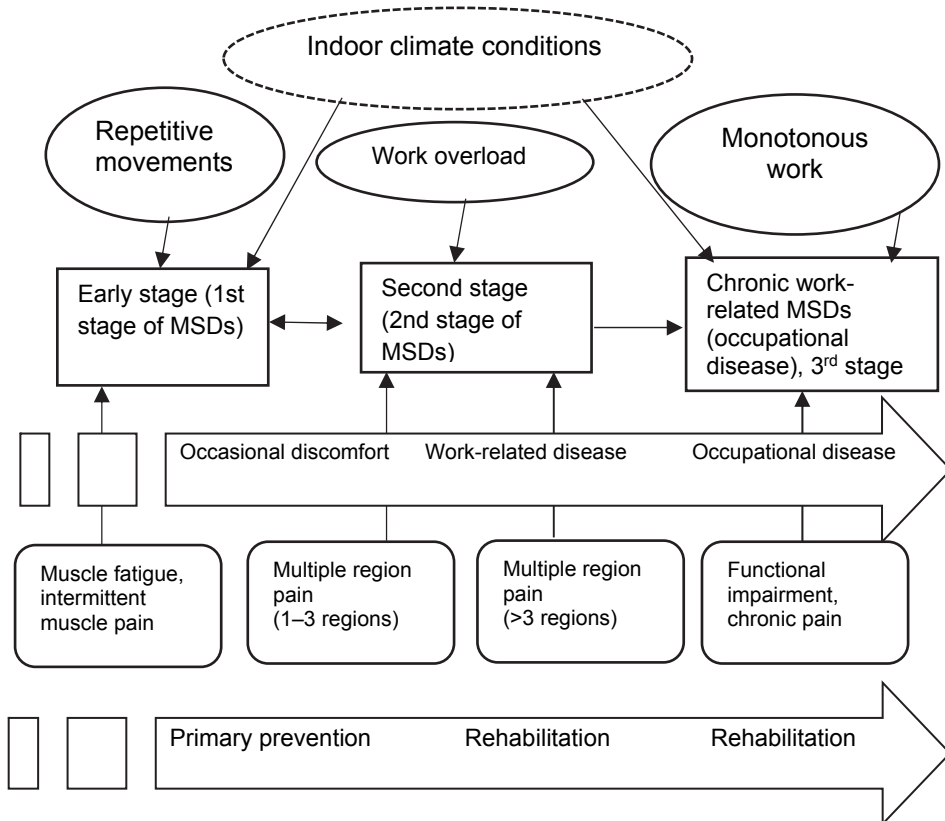 Indoor climate conditions
Repetitive
movements
Work overload
Monotonous
work
Early stage (1st
stage of MSDs)
Second stage
(2nd stage of
MSDs)
Chronic work-
related MSDs
(occupational
disease), 3rd stage
Occasional discomfort
Work-related disease
Occupational disease
Muscle fatigue,
intermittent
muscle pain
Multiple region
pain
(1–3 regions)
Multiple region
pain
(>3 regions)
Functional
impairment,
chronic pain
Primary prevention
Rehabilitation
Rehabilitation